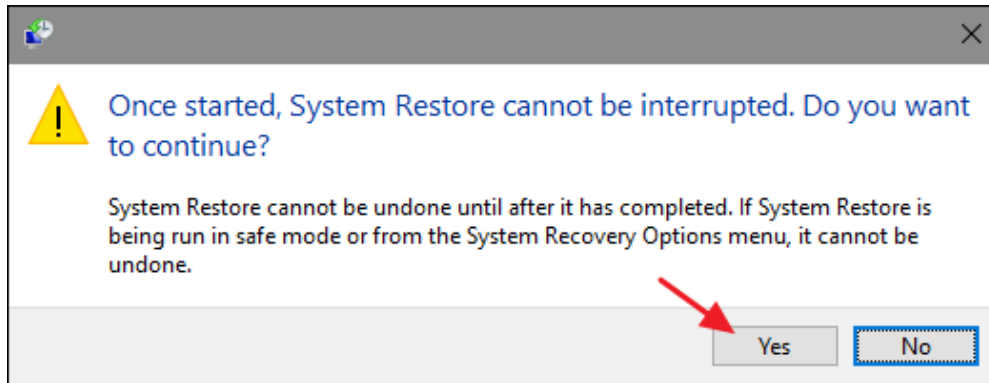 Once started, System Restore cannot be interrupted. Do you want
to continue?
System Restore cannot be undone until after it has completed. If System Restore is
being run in safe mode or from the System Recovery Options menu, it cannot be
undone.
Yes
No